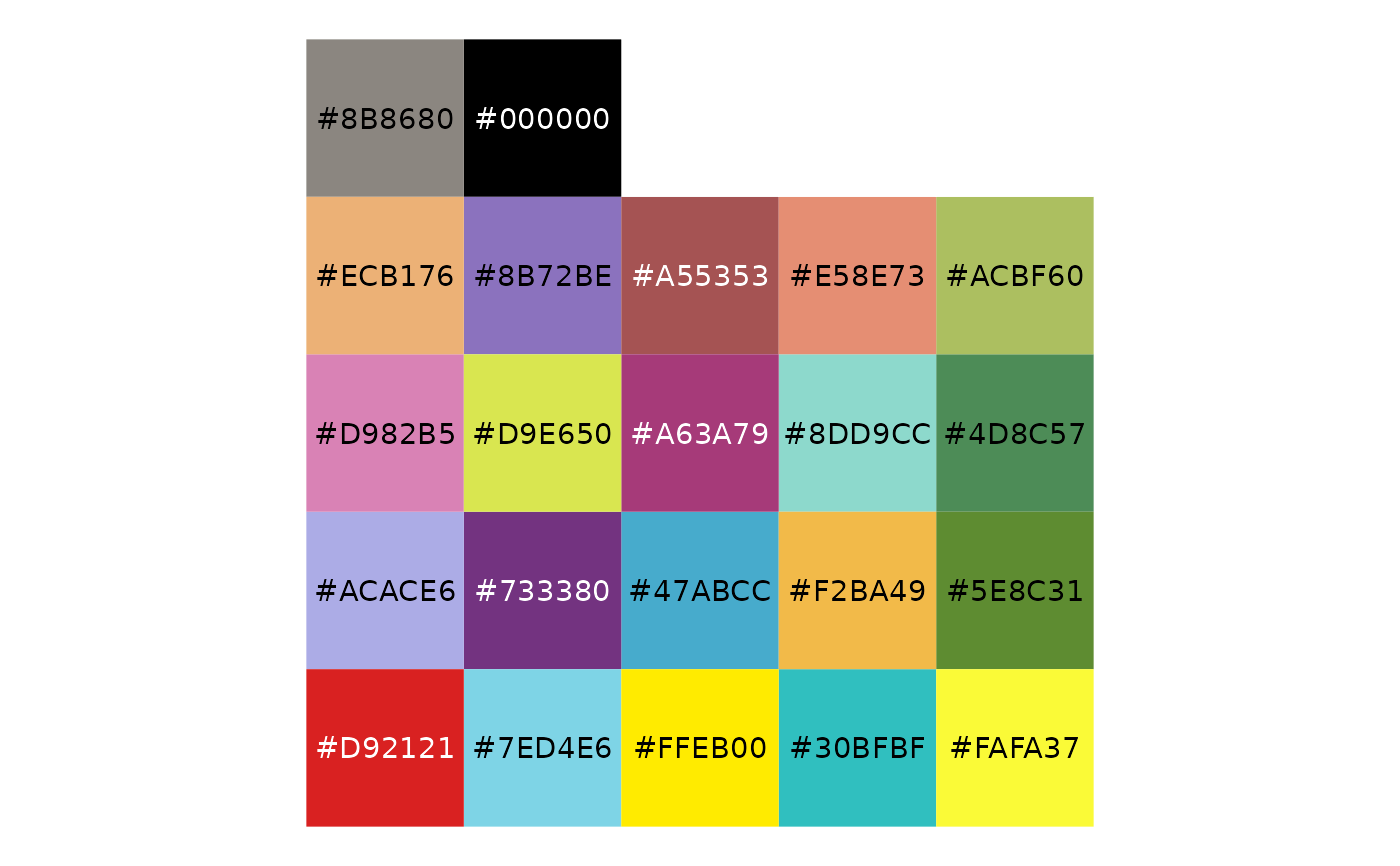 #8B8680 #000000
#ECB176 #8B72BE #A55353 #E58E73 #ACBF60
#D982B5 #D9E650 #A63A79 #8DD9CC #4D8C57
#ACACE6 #733380 #47ABCC #F2BA49 #5E8C31
#D92121 #7ED4E6 #FFEB00 #30BFBF #FAFA37